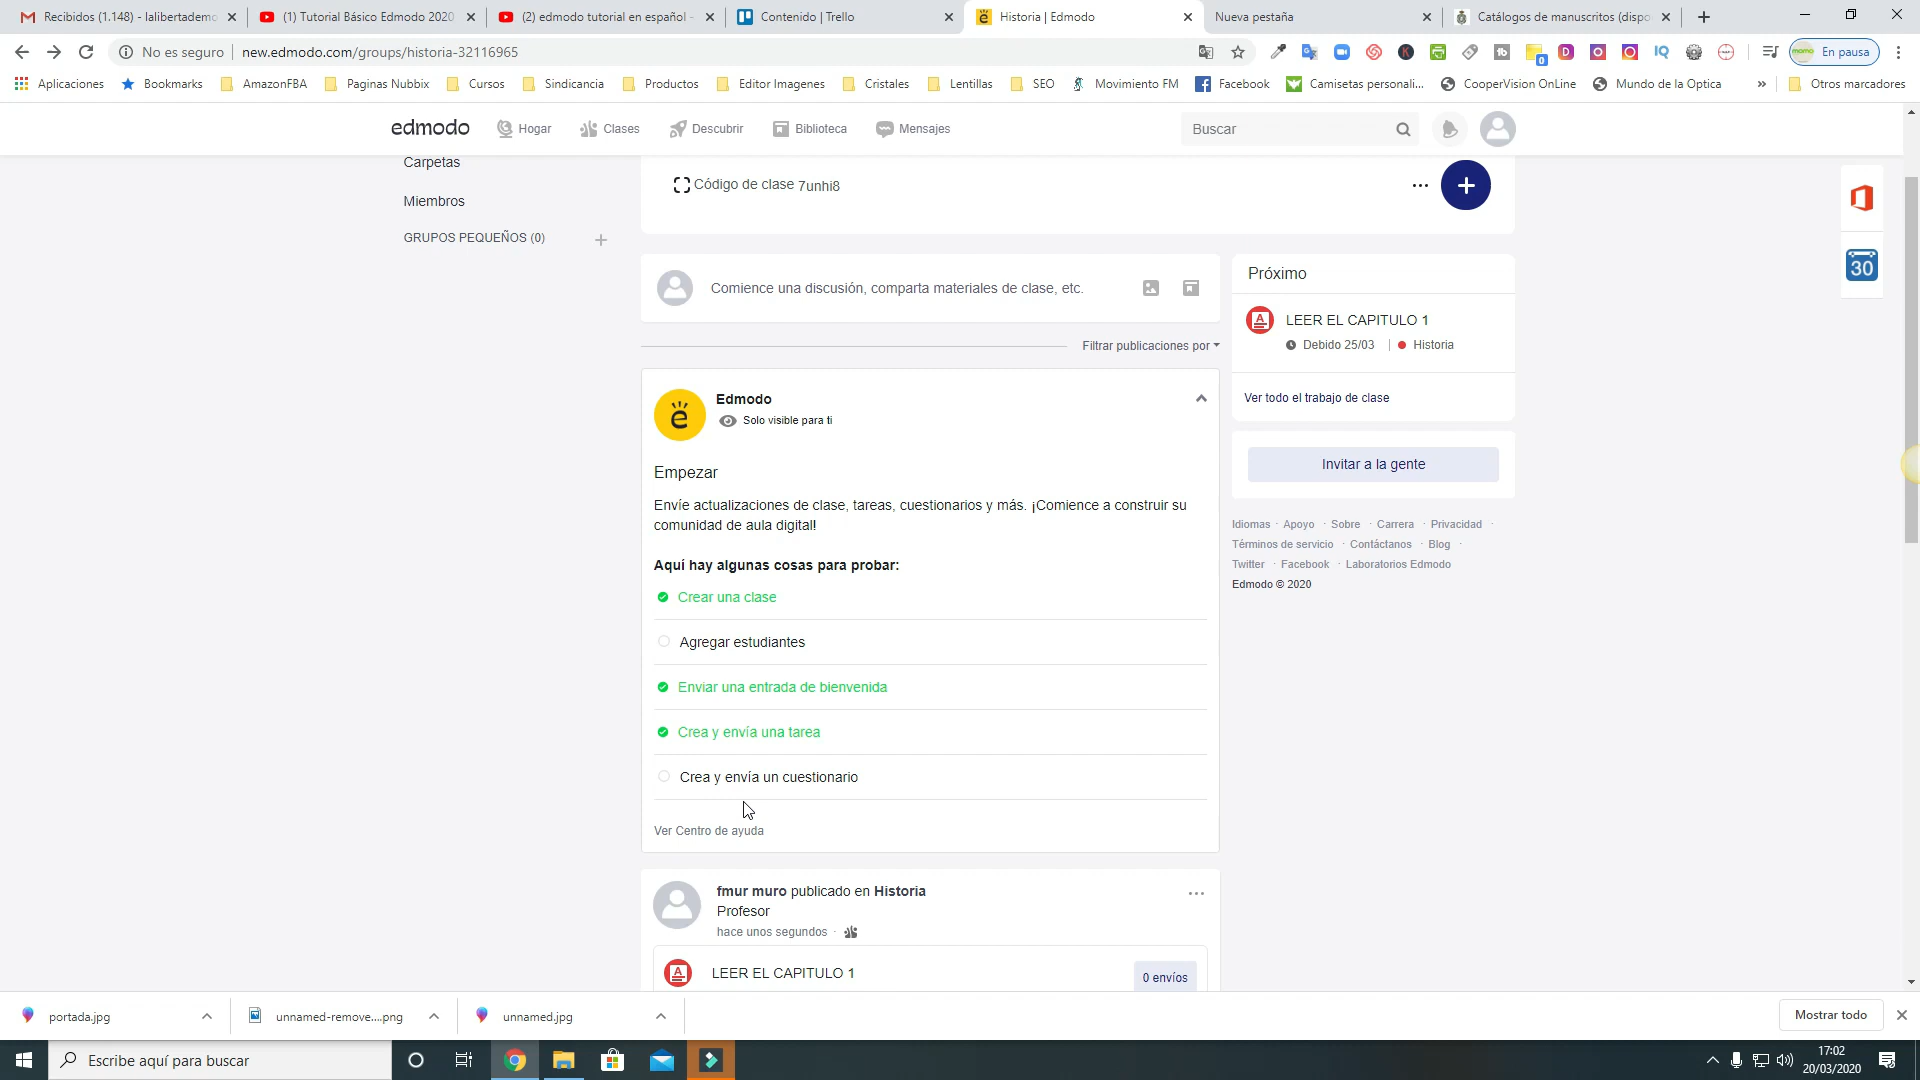 Recibidos (1.148) - lalibertademo
(1) Tutorial Básico Edmodo 2020
(2) edmodo tutorial en español -
Contenido | Trello
Historia | Edmodo
Nueva pestaña
Catálogos de manuscritos (dispo
No es seguro
new.edmodo.com/groups/historia-32116965
En pausa
Aplicaciones
Bookmarks
AmazonFBA
Paginas Nubbix
Cursos
Sindicancia
Productos
Editor Imagenes
Cristales
Lentillas
SEO
Movimiento FM
Facebook
Camisetas personali...
CooperVision OnLine
Mundo de la Optica
»
Otros marcadores
edmodo
Hogar
Clases
Descubrir
Biblioteca
Mensajes
Buscar
Carpetas
Miembros
GRUPOS PEQUEÑOS (0)
Código de clase 7unhi8
Comience una discusión, comparta materiales de clase, etc.
Filtrar publicaciones por
Edmodo
Solo visible para ti
Empezar
Envíe actualizaciones de clase, tareas, cuestionarios y más. ¡Comience a construir su
comunidad de aula digital!
Aquí hay algunas cosas para probar:
Crear una clase
Agregar estudiantes
Enviar una entrada de bienvenida
Crea y envía una tarea
Crea y envía un cuestionario
Ver Centro de ayuda
fmur muro publicado en Historia
Profesor
hace unos segundos ·
LEER EL CAPITULO 1
0 envíos
Próximo
LEER EL CAPITULO 1
Debido 25/03 | Historia
Ver todo el trabajo de clase
Invitar a la gente
Idiomas · Apoyo · Sobre · Carrera · Privacidad ·
Términos de servicio · Contáctanos · Blog ·
Twitter · Facebook · Laboratorios Edmodo
Edmodo © 2020
30
portada.jpg
unnamed-remove....png
unnamed.jpg
Mostrar todo
Escribe aquí para buscar
17:02
20/03/2020